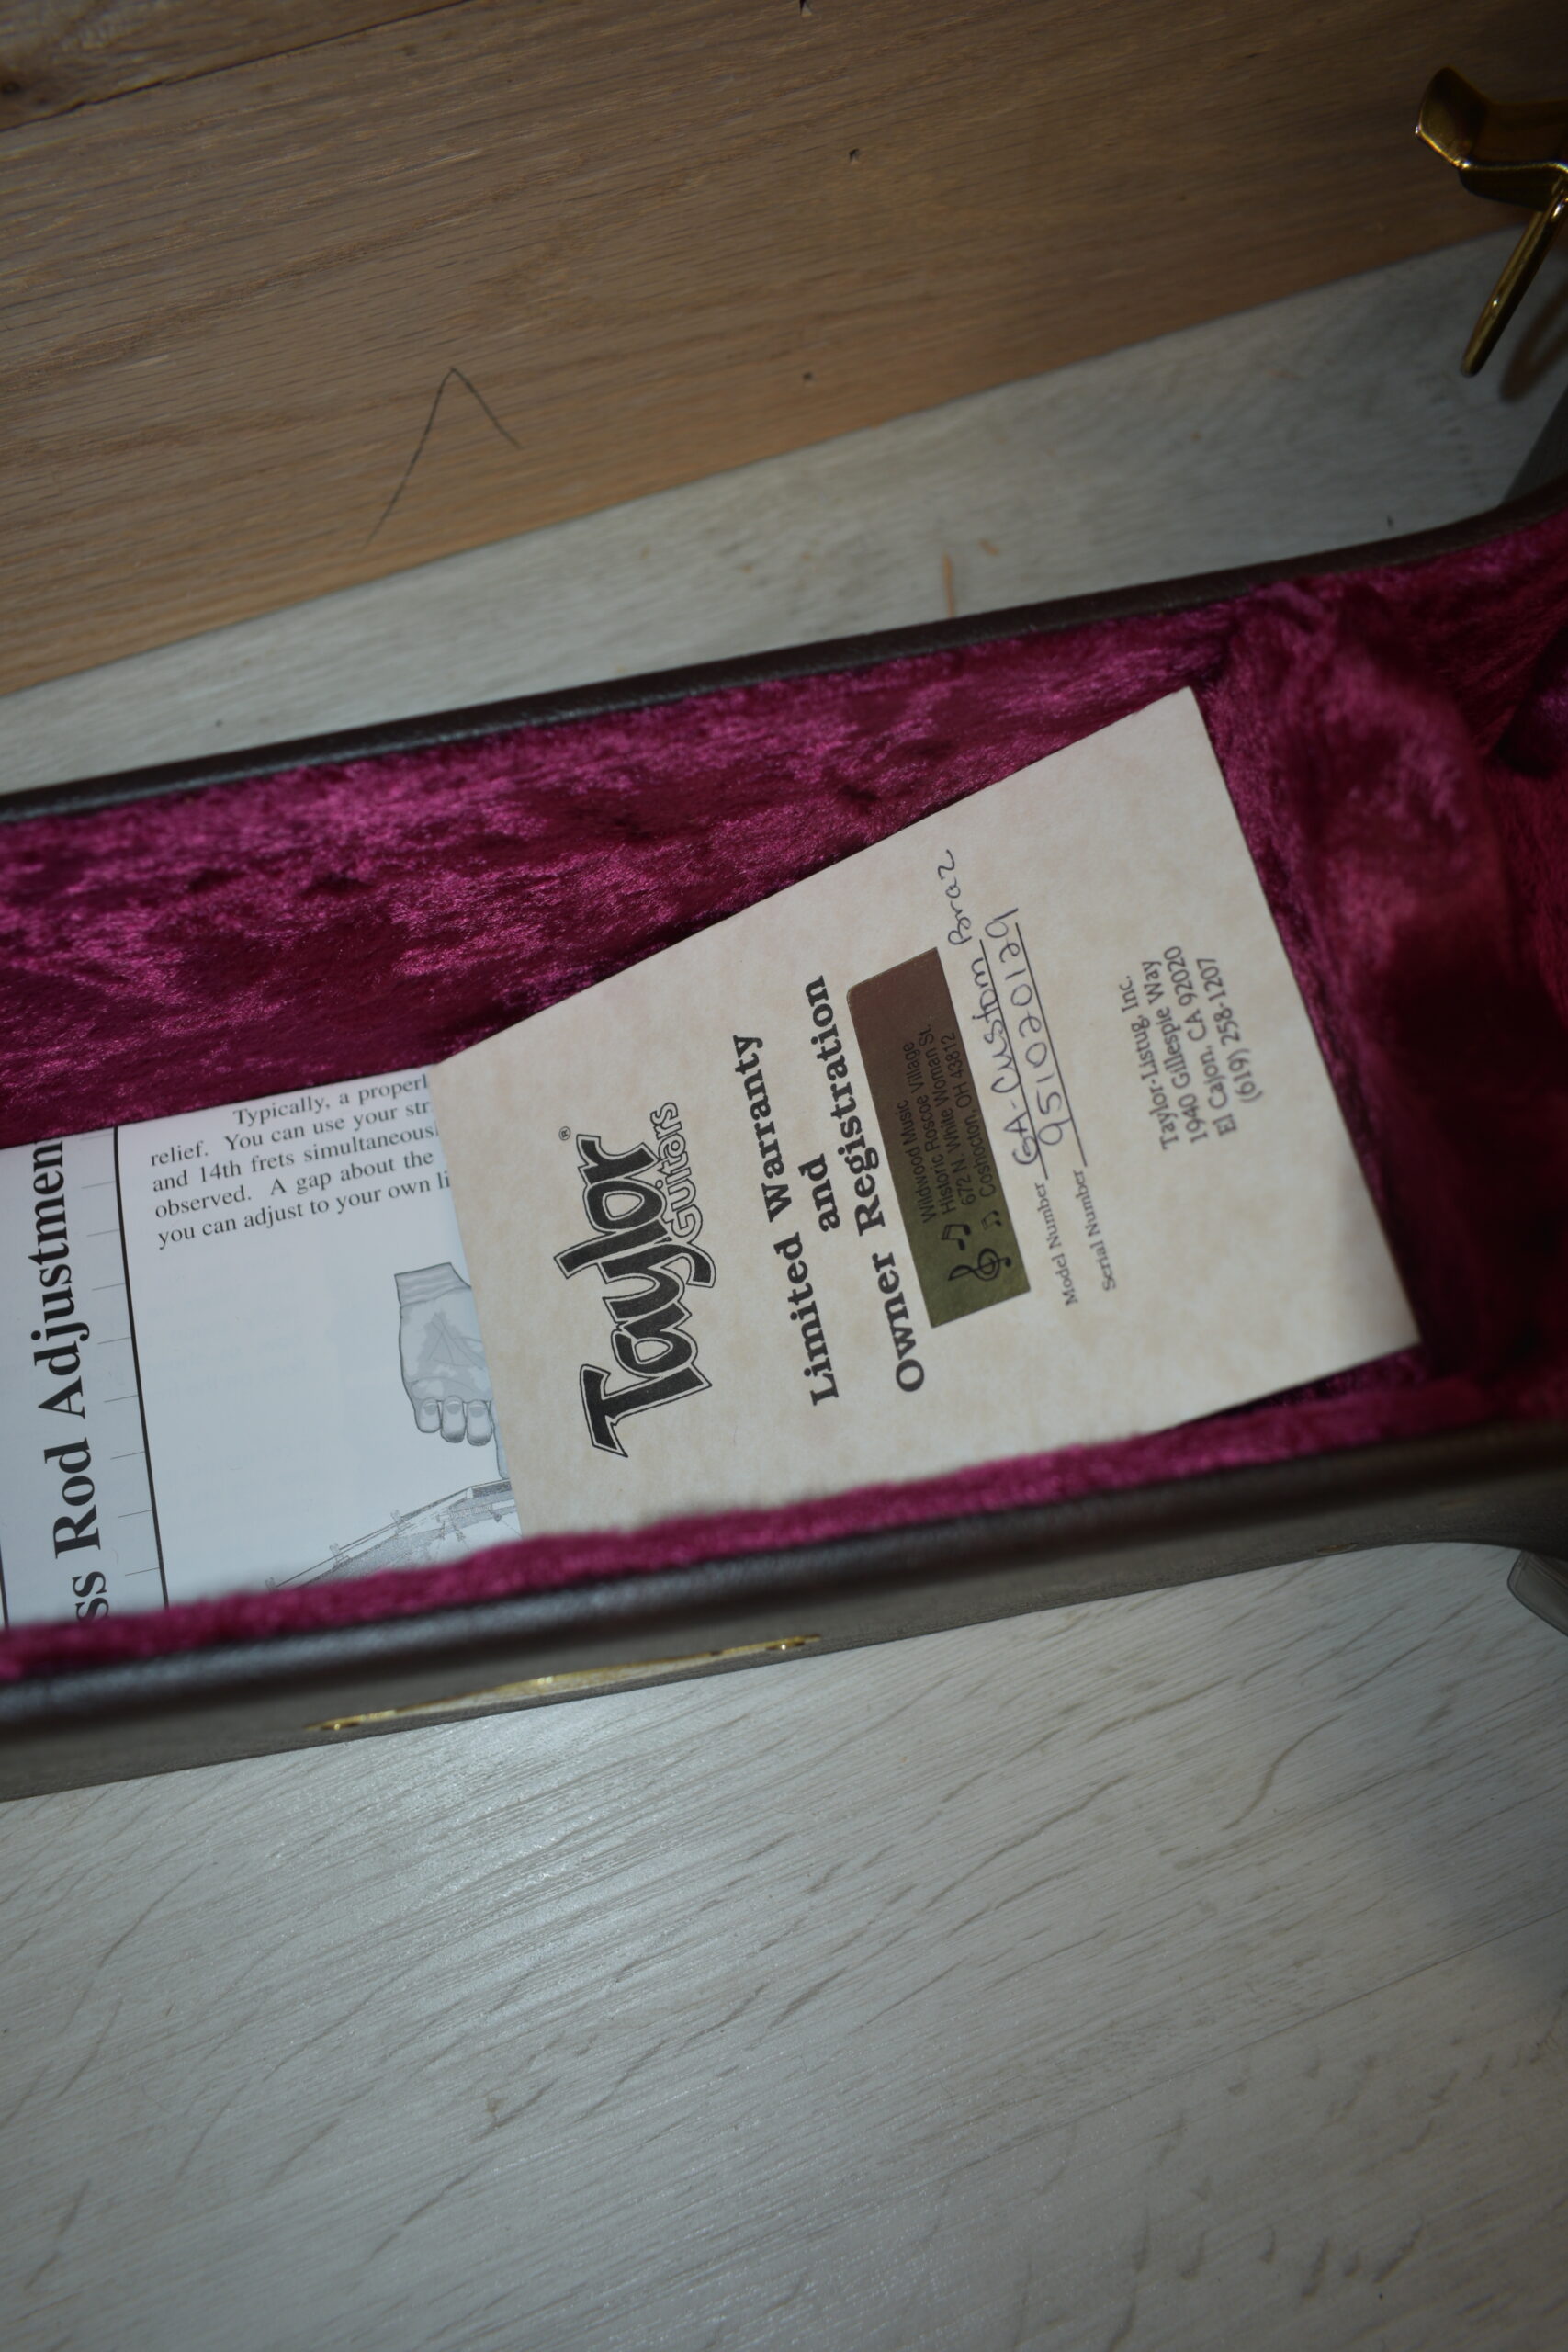 ss Rod Adjustmen
Typically, a properl
relief. You can use your str
and 14th frets simultaneous
observed. A gap about the
you can adjust to your own li
Taylor®
Guitars
Limited Warranty
and
Owner Registration
Wildwood Music
Historic Roscoe Village
672 N. White Woman St.
Coshocton, OH 43812
Model Number GA-Custom Braz
Serial Number 951020129
Taylor-Listug, Inc.
1940 Gillespie Way
El Cajon, CA 92020
(619) 258-1207